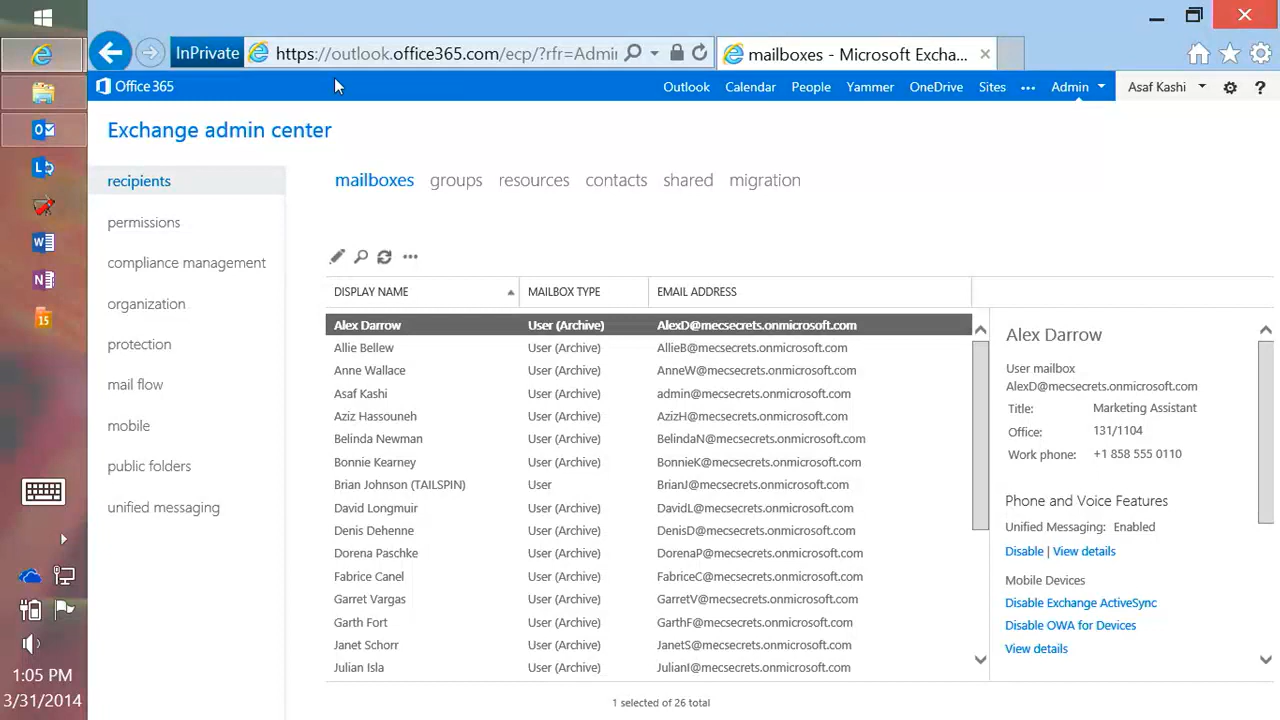 InPrivate https://outlook.office365.com/ecp/?rfr=Admi mailboxes - Microsoft Excha...
Office 365 Outlook Calendar People Yammer OneDrive Sites ••• Admin Asaf Kashi ?
Exchange admin center
recipients
permissions
compliance management
organization
protection
mail flow
mobile
public folders
unified messaging
mailboxes groups resources contacts shared migration
•••
DISPLAY NAME MAILBOX TYPE EMAIL ADDRESS
Alex Darrow User (Archive) AlexD@mecsecrets.onmicrosoft.com
Allie Bellew User (Archive) AllieB@mecsecrets.onmicrosoft.com
Anne Wallace User (Archive) AnneW@mecsecrets.onmicrosoft.com
Asaf Kashi User (Archive) admin@mecsecrets.onmicrosoft.com
Aziz Hassouneh User (Archive) AzizH@mecsecrets.onmicrosoft.com
Belinda Newman User (Archive) BelindaN@mecsecrets.onmicrosoft.com
Bonnie Kearney User (Archive) BonnieK@mecsecrets.onmicrosoft.com
Brian Johnson (TAILSPIN) User BrianJ@mecsecrets.onmicrosoft.com
David Longmuir User (Archive) DavidL@mecsecrets.onmicrosoft.com
Denis Dehenne User (Archive) DenisD@mecsecrets.onmicrosoft.com
Dorena Paschke User (Archive) DorenaP@mecsecrets.onmicrosoft.com
Fabrice Canel User (Archive) FabriceC@mecsecrets.onmicrosoft.com
Garret Vargas User (Archive) GarretV@mecsecrets.onmicrosoft.com
Garth Fort User (Archive) GarthF@mecsecrets.onmicrosoft.com
Janet Schorr User (Archive) JanetS@mecsecrets.onmicrosoft.com
Julian Isla User (Archive) JulianI@mecsecrets.onmicrosoft.com
1 selected of 26 total
Alex Darrow
User mailbox
AlexD@mecsecrets.onmicrosoft.com
Title: Marketing Assistant
Office: 131/1104
Work phone: +1 858 555 0110
Phone and Voice Features
Unified Messaging: Enabled
Disable | View details
Mobile Devices
Disable Exchange ActiveSync
Disable OWA for Devices
View details
15
1:05 PM
3/31/2014